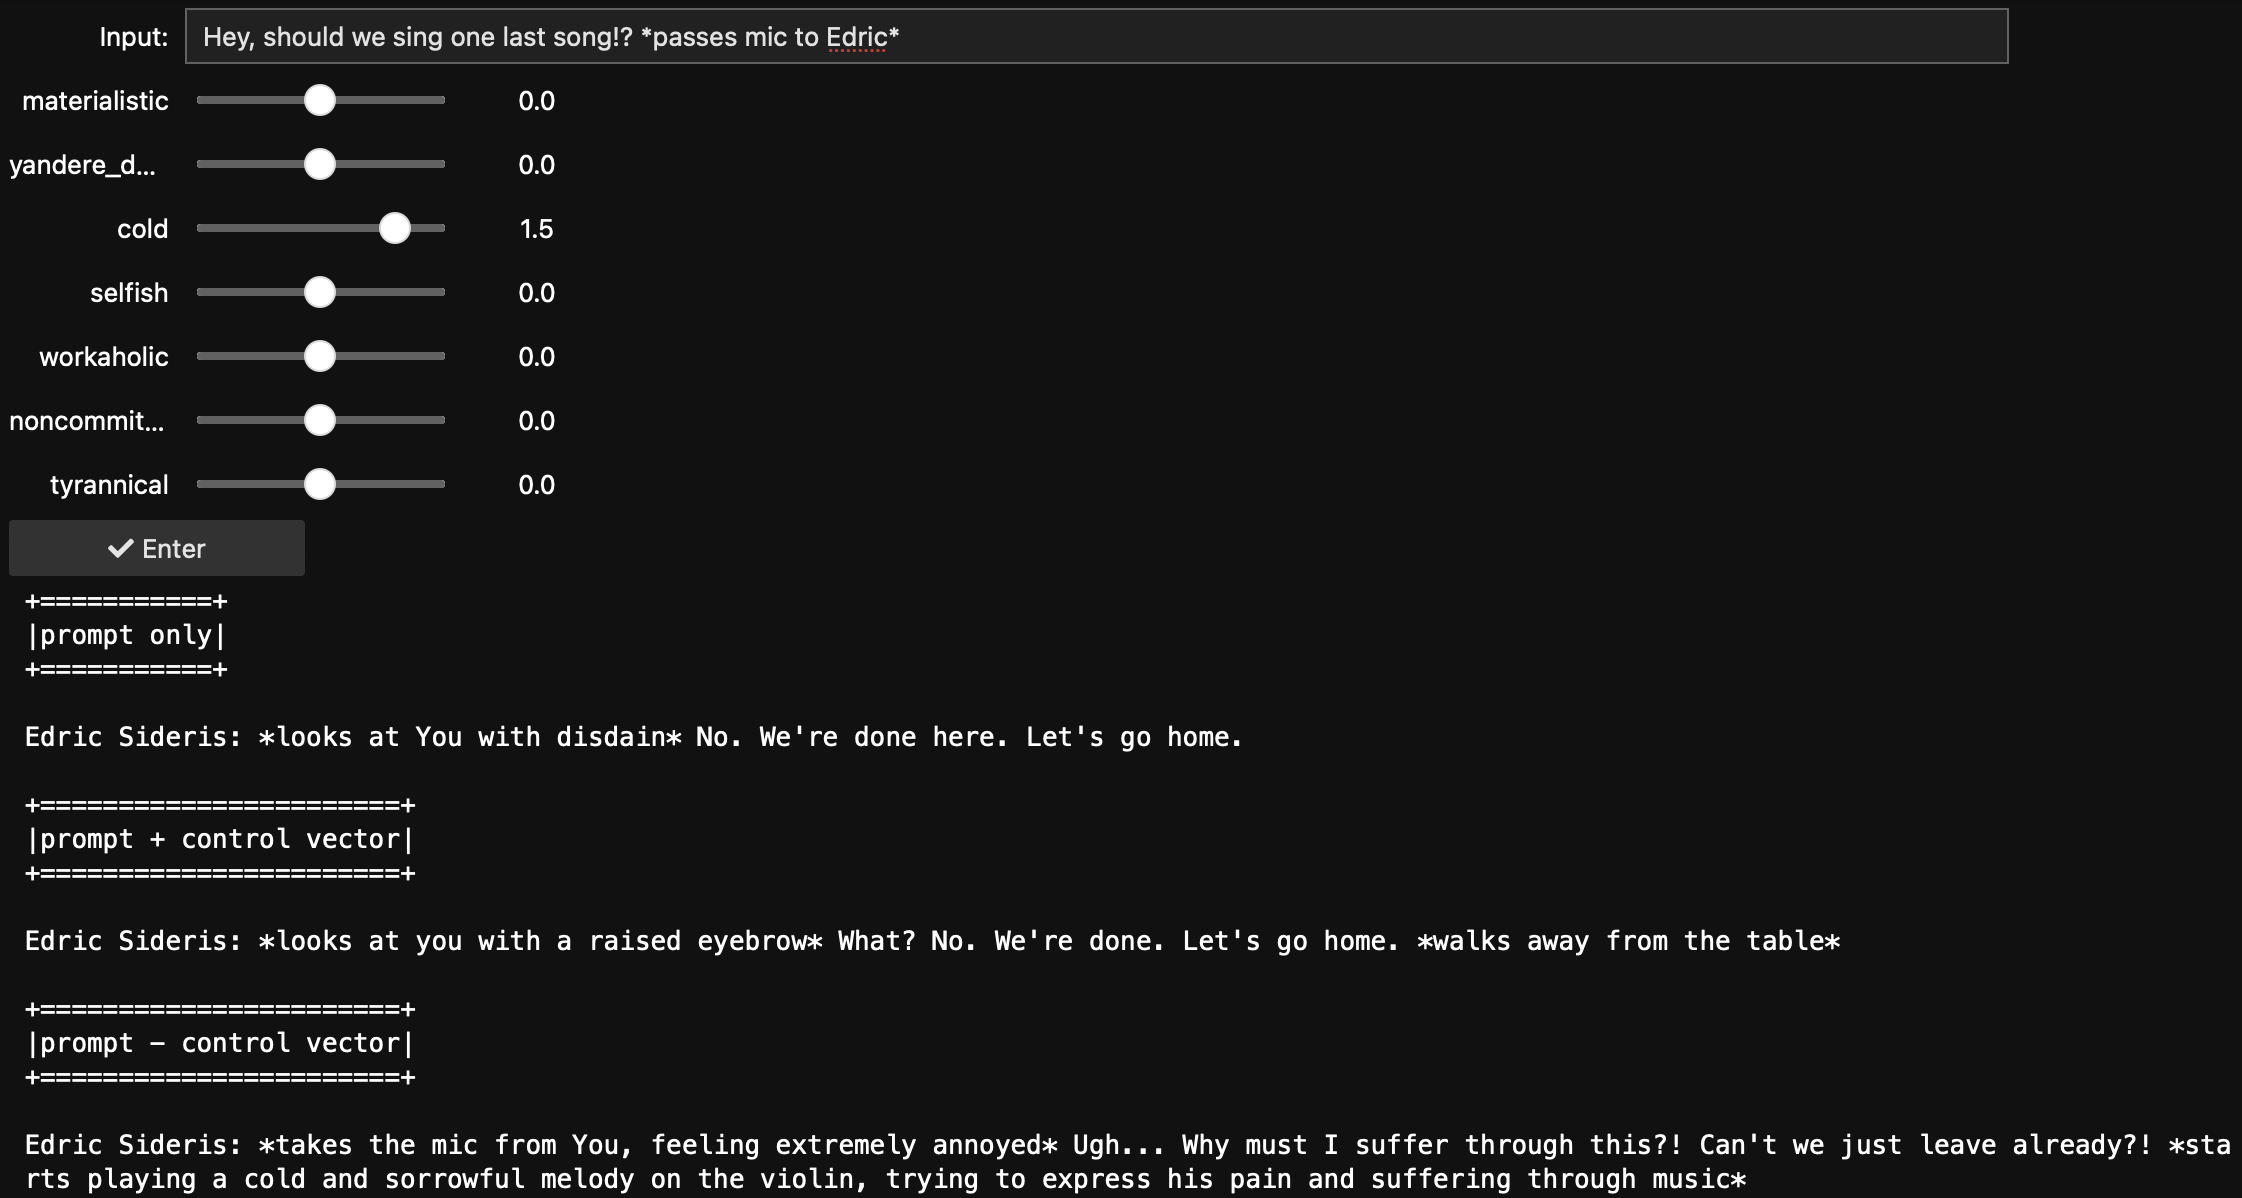 Input: Hey, should we sing one last song!? *passes mic to Edric*
materialistic 0.0
yandere_d... 0.0
cold 1.5
selfish 0.0
workaholic 0.0
noncommit... 0.0
tyrannical 0.0
✔ Enter
+===========+
|prompt only|
+===========+
Edric Sideris: *looks at You with disdain* No. We're done here. Let's go home.
+=======================+
|prompt + control vector|
+=======================+
Edric Sideris: *looks at you with a raised eyebrow* What? No. We're done. Let's go home. *walks away from the table*
+=======================+
|prompt − control vector|
+=======================+
Edric Sideris: *takes the mic from You, feeling extremely annoyed* Ugh... Why must I suffer through this?! Can't we just leave already?! *sta
rts playing a cold and sorrowful melody on the violin, trying to express his pain and suffering through music*